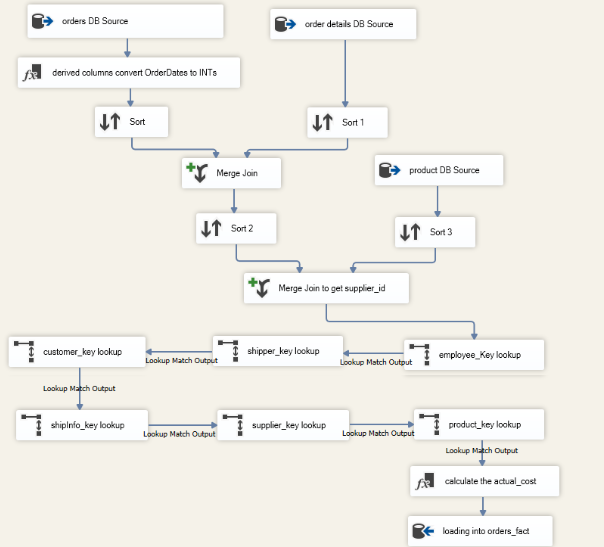 orders DB Source
order details DB Source
derived columns convert OrderDates to INTs
Sort
Sort 1
Merge Join
product DB Source
Sort 2
Sort 3
Merge Join to get supplier_id
customer_key lookup
shipper_key lookup
employee_Key lookup
Lookup Match Output
Lookup Match Output
Lookup Match Output
shipInfo_key lookup
supplier_key lookup
product_key lookup
Lookup Match Output
Lookup Match Output
Lookup Match Output
calculate the actual_cost
loading into orders_fact